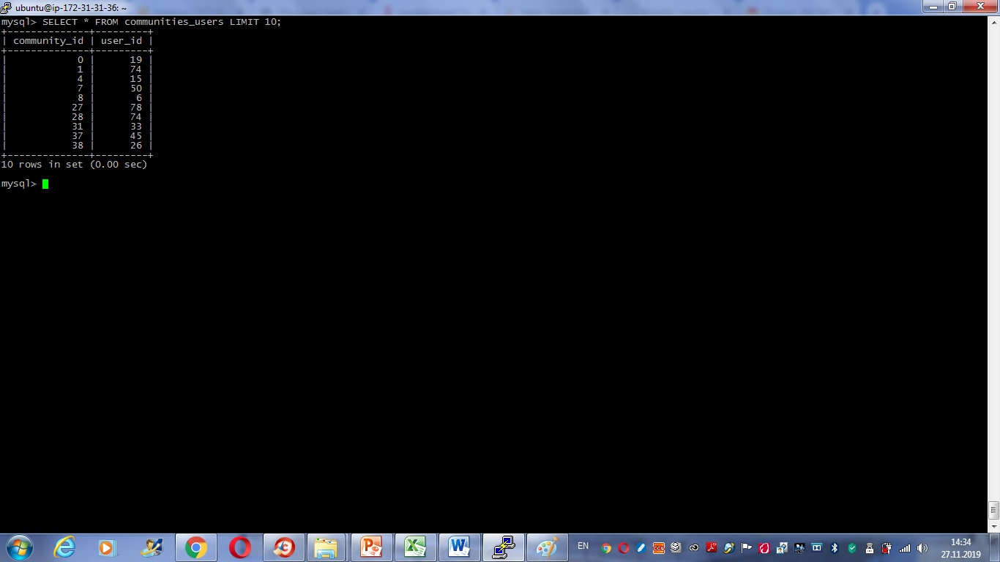 ubuntu@ip-172-31-31-36: ~
mysql> SELECT * FROM communities_users LIMIT 10;
+--------------+---------+
| community_id | user_id |
+--------------+---------+
|            0 |      19 |
|            1 |      74 |
|            4 |      15 |
|            7 |      50 |
|            8 |       6 |
|           27 |      78 |
|           28 |      74 |
|           31 |      33 |
|           37 |      45 |
|           38 |      26 |
+--------------+---------+
10 rows in set (0.00 sec)
mysql>
EN
14:34
27.11.2019